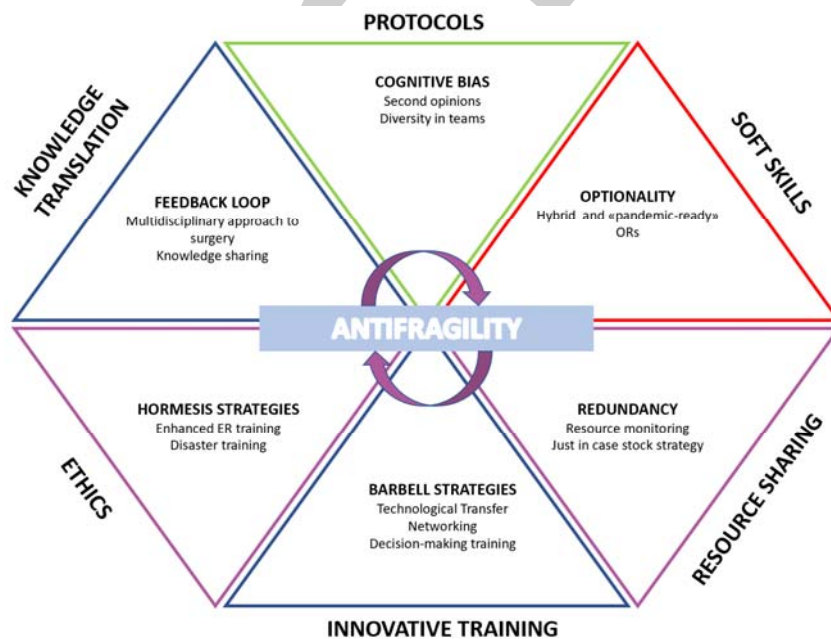 PROTOCOLS
COGNITIVE BIAS
Second opinions
Diversity in teams
KNOWLEDGE
TRANSLATION
SOFT SKILLS
FEEDBACK LOOP
Multidisciplinary approach to
surgery
Knowledge sharing
OPTIONALITY
Hybrid and «pandemic-ready»
ORs
ANTIFRAGILITY
HORMESIS STRATEGIES
Enhanced ER training
Disaster training
REDUNDANCY
Resource monitoring
Just in case stock strategy
BARBELL STRATEGIES
Technological Transfer
Networking
Decision-making training
ETHICS
RESOURCE SHARING
INNOVATIVE TRAINING